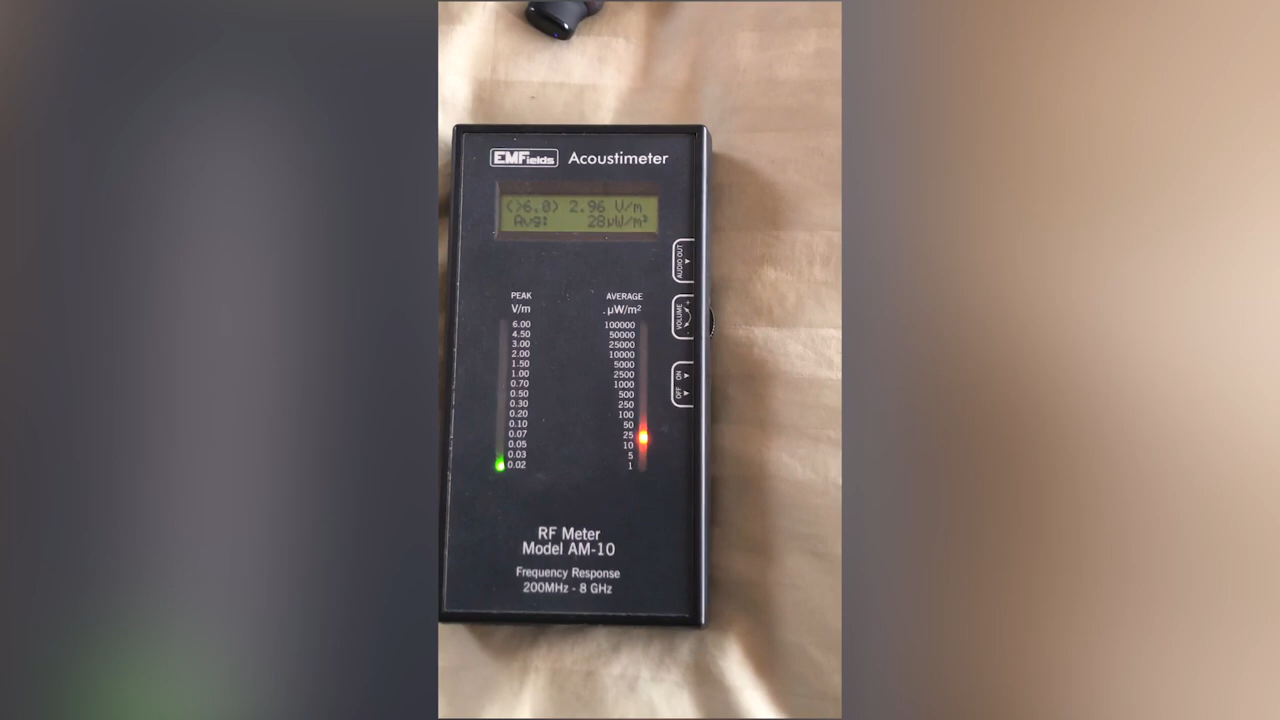 EMFields Acoustimeter
(>6.0) 2.96 V/m
Avg: 28µW/m²
AUDIO OUT
VOLUME
- +
OFF ON
PEAK
V/m
6.00
4.50
3.00
2.00
1.50
1.00
0.70
0.50
0.30
0.20
0.10
0.07
0.05
0.03
0.02
AVERAGE
µW/m²
100000
50000
25000
10000
5000
2500
1000
500
250
100
50
25
10
5
1
RF Meter
Model AM-10
Frequency Response
200MHz - 8 GHz